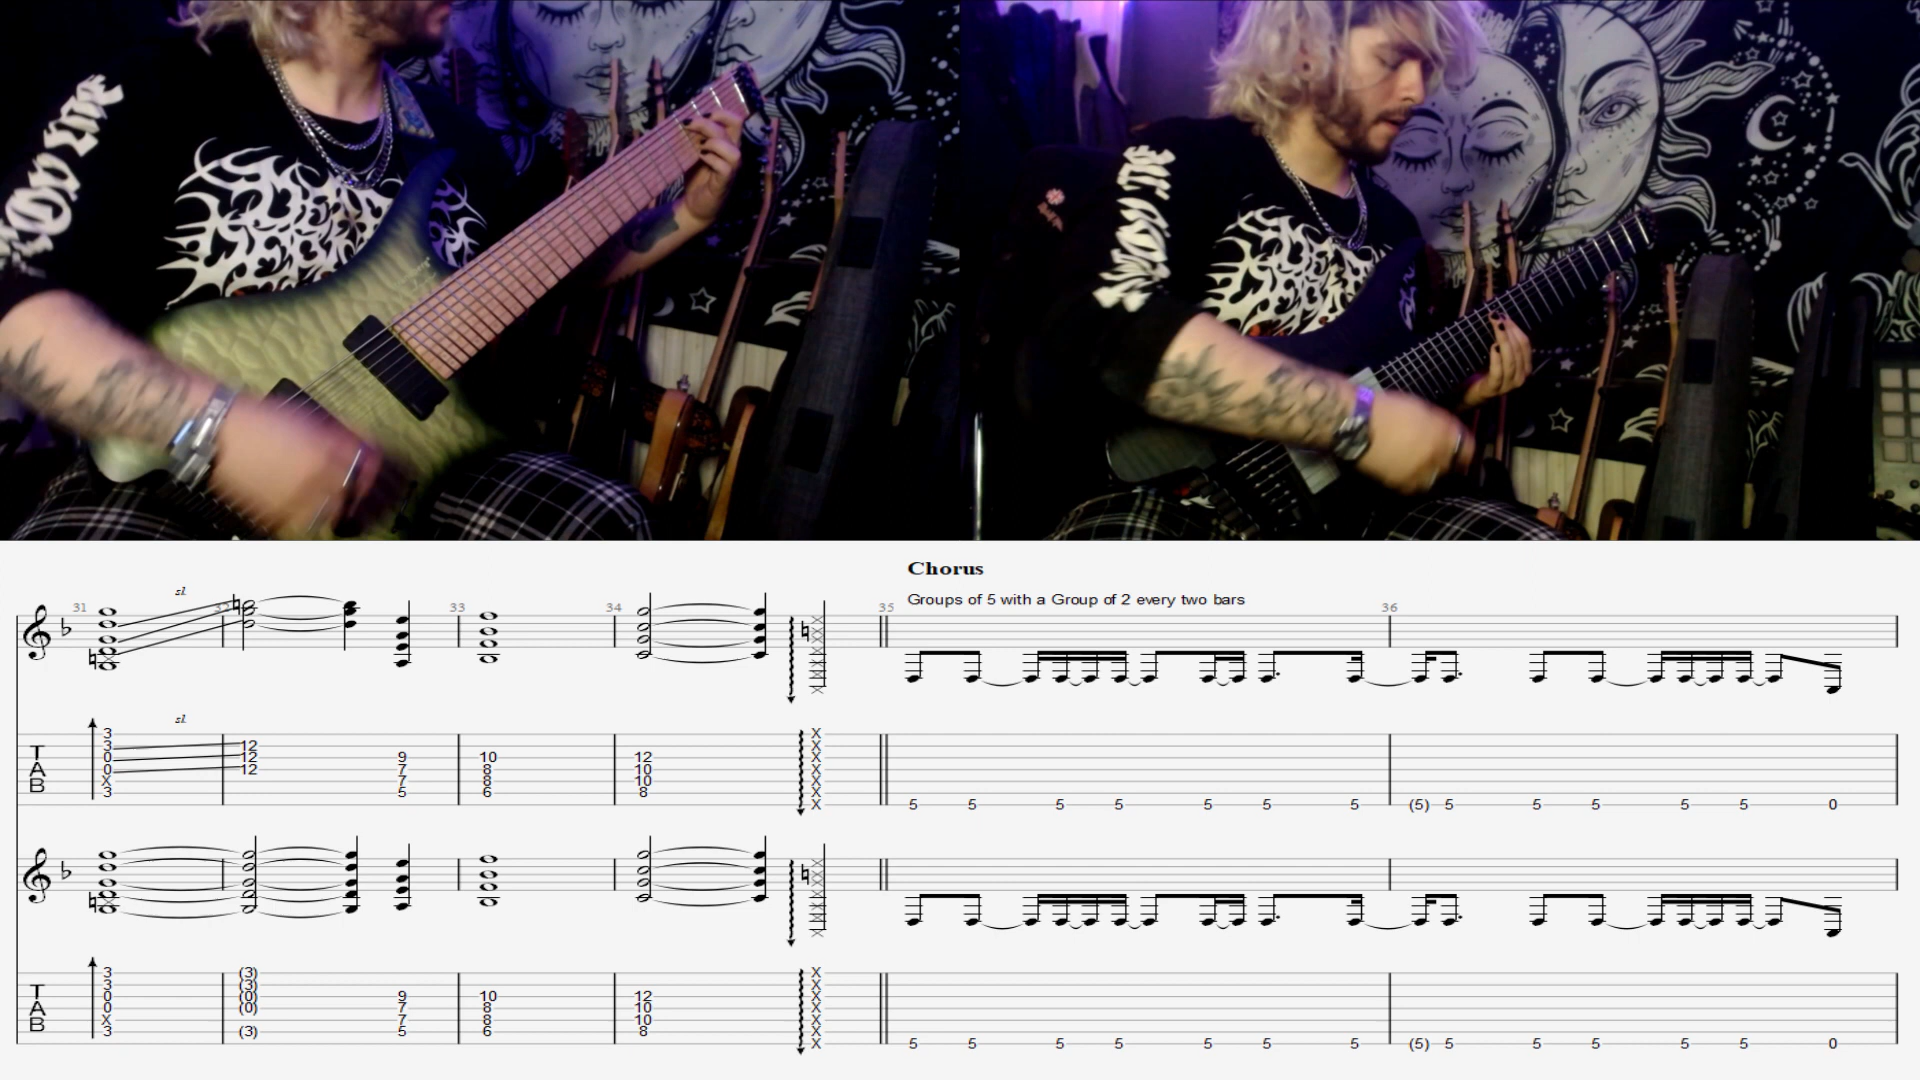 Chorus
Groups of 5 with a Group of 2 every two bars
31 sl. 32 33 34 35 36
sl.
3 X
3 12 X
T 0 12 9 10 12 X
A 0 12 7 8 10 X
B X 7 8 10 X
3 5 6 8 X
X 5 5 5 5 5 5 5 (5) 5 5 5 5 5 0
3 (3) X
3 (3) X
T 0 (0) 9 10 12 X
A 0 (0) 7 8 10 X
B X 7 8 10 X
3 (3) 5 6 8 X
X 5 5 5 5 5 5 5 (5) 5 5 5 5 5 0